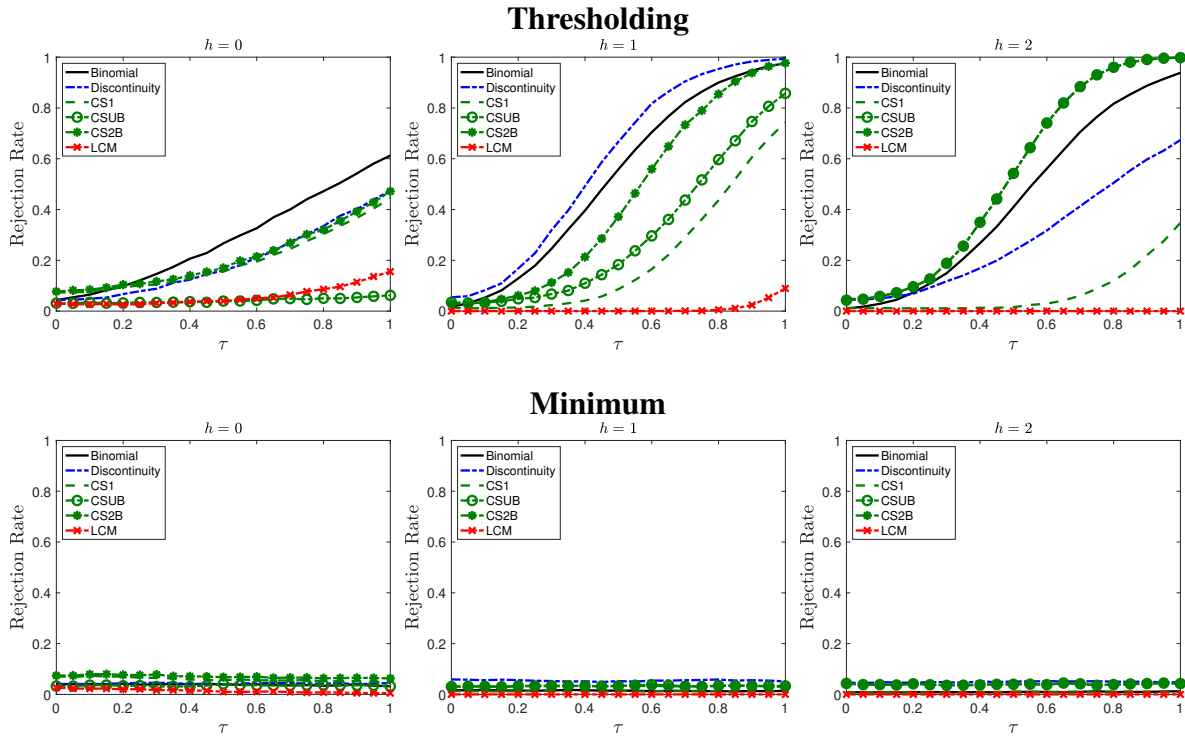 Thresholding
h = 0
Rejection Rate
1
0.8
0.6
0.4
0.2
0
Binomial
Discontinuity
CS1
CSUB
CS2B
LCM
0 0.2 0.4 0.6 0.8 1
τ
h = 1
Rejection Rate
1
0.8
0.6
0.4
0.2
0
Binomial
Discontinuity
CS1
CSUB
CS2B
LCM
0 0.2 0.4 0.6 0.8 1
τ
h = 2
Rejection Rate
1
0.8
0.6
0.4
0.2
0
Binomial
Discontinuity
CS1
CSUB
CS2B
LCM
0 0.2 0.4 0.6 0.8 1
τ
Minimum
h = 0
Rejection Rate
1
0.8
0.6
0.4
0.2
0
Binomial
Discontinuity
CS1
CSUB
CS2B
LCM
0 0.2 0.4 0.6 0.8 1
τ
h = 1
Rejection Rate
1
0.8
0.6
0.4
0.2
0
Binomial
Discontinuity
CS1
CSUB
CS2B
LCM
0 0.2 0.4 0.6 0.8 1
τ
h = 2
Rejection Rate
1
0.8
0.6
0.4
0.2
0
Binomial
Discontinuity
CS1
CSUB
CS2B
LCM
0 0.2 0.4 0.6 0.8 1
τ